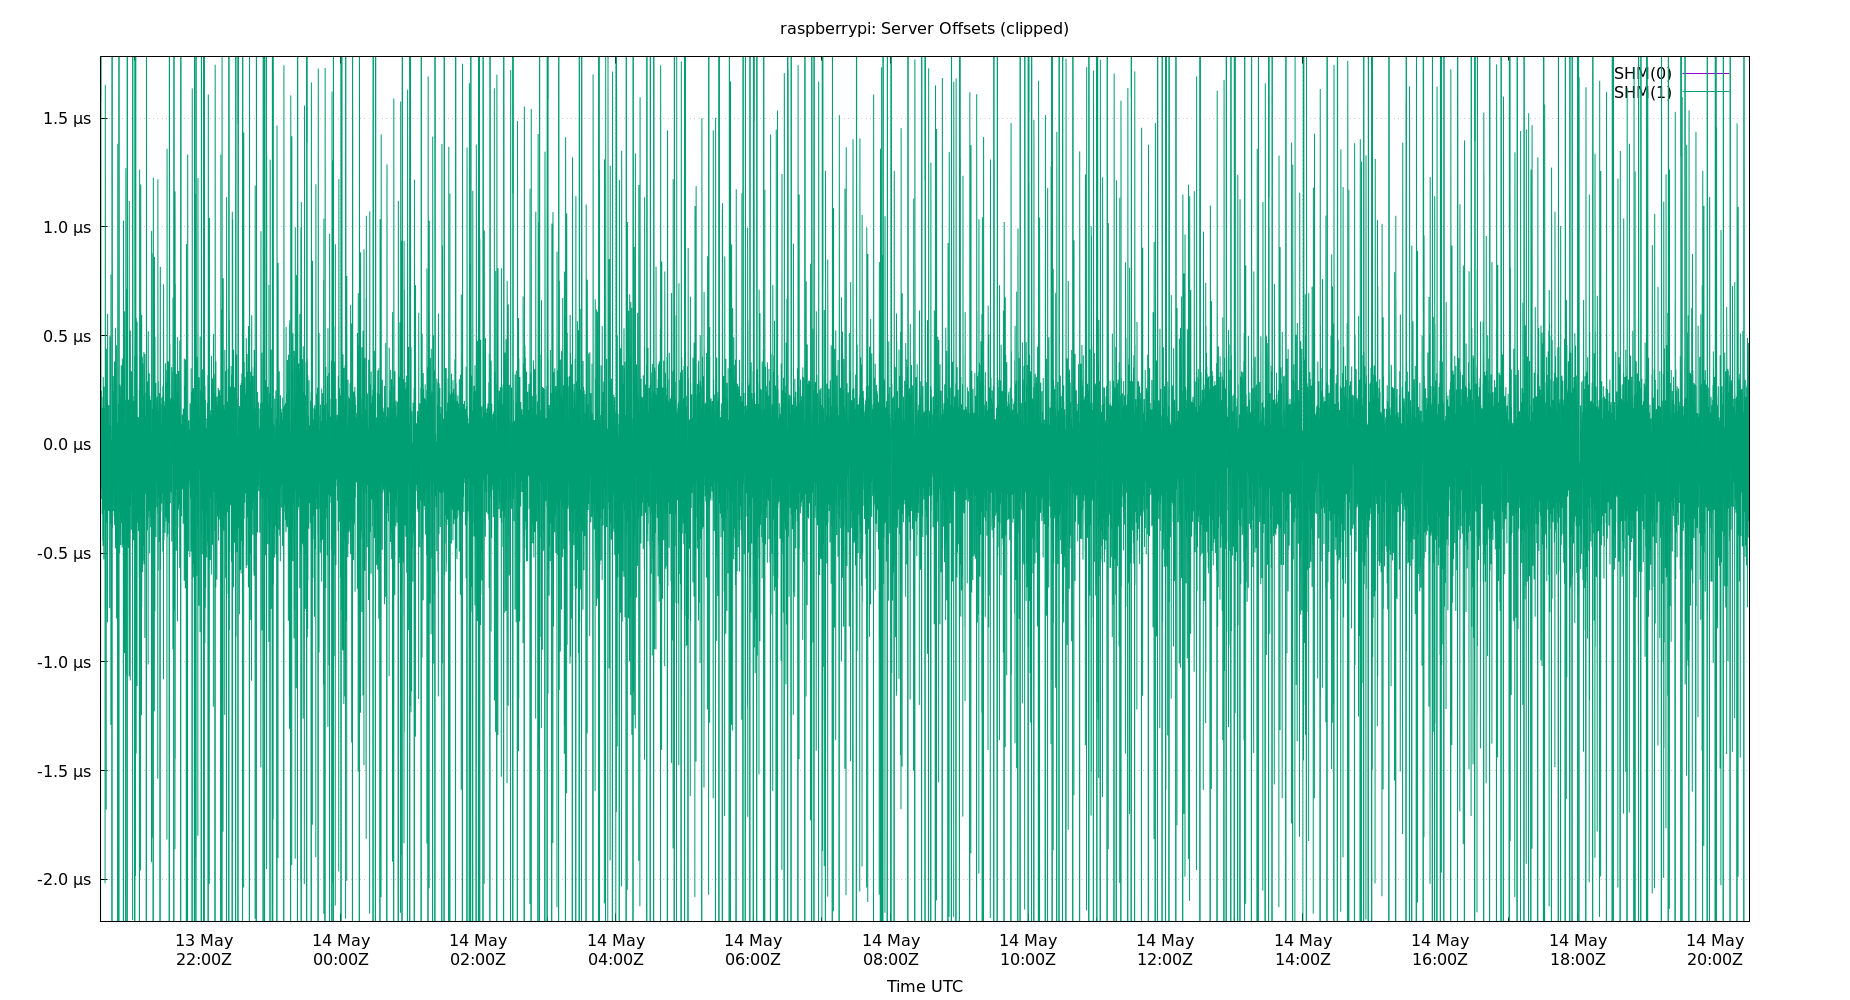 raspberrypi: Server Offsets (clipped)
SHM(0)
SHM(1)
1.5 µs
1.0 µs
0.5 µs
0.0 µs
-0.5 µs
-1.0 µs
-1.5 µs
-2.0 µs
13 May 14 May 14 May 14 May 14 May 14 May 14 May 14 May 14 May 14 May 14 May 14 May
22:00Z 00:00Z 02:00Z 04:00Z 06:00Z 08:00Z 10:00Z 12:00Z 14:00Z 16:00Z 18:00Z 20:00Z
Time UTC